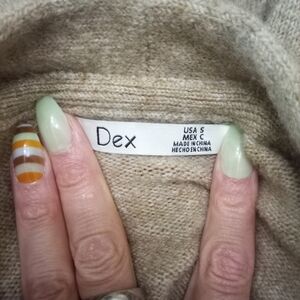 Dex
USA S
MEX C
MADE IN CHINA
HECHO EN CHINA